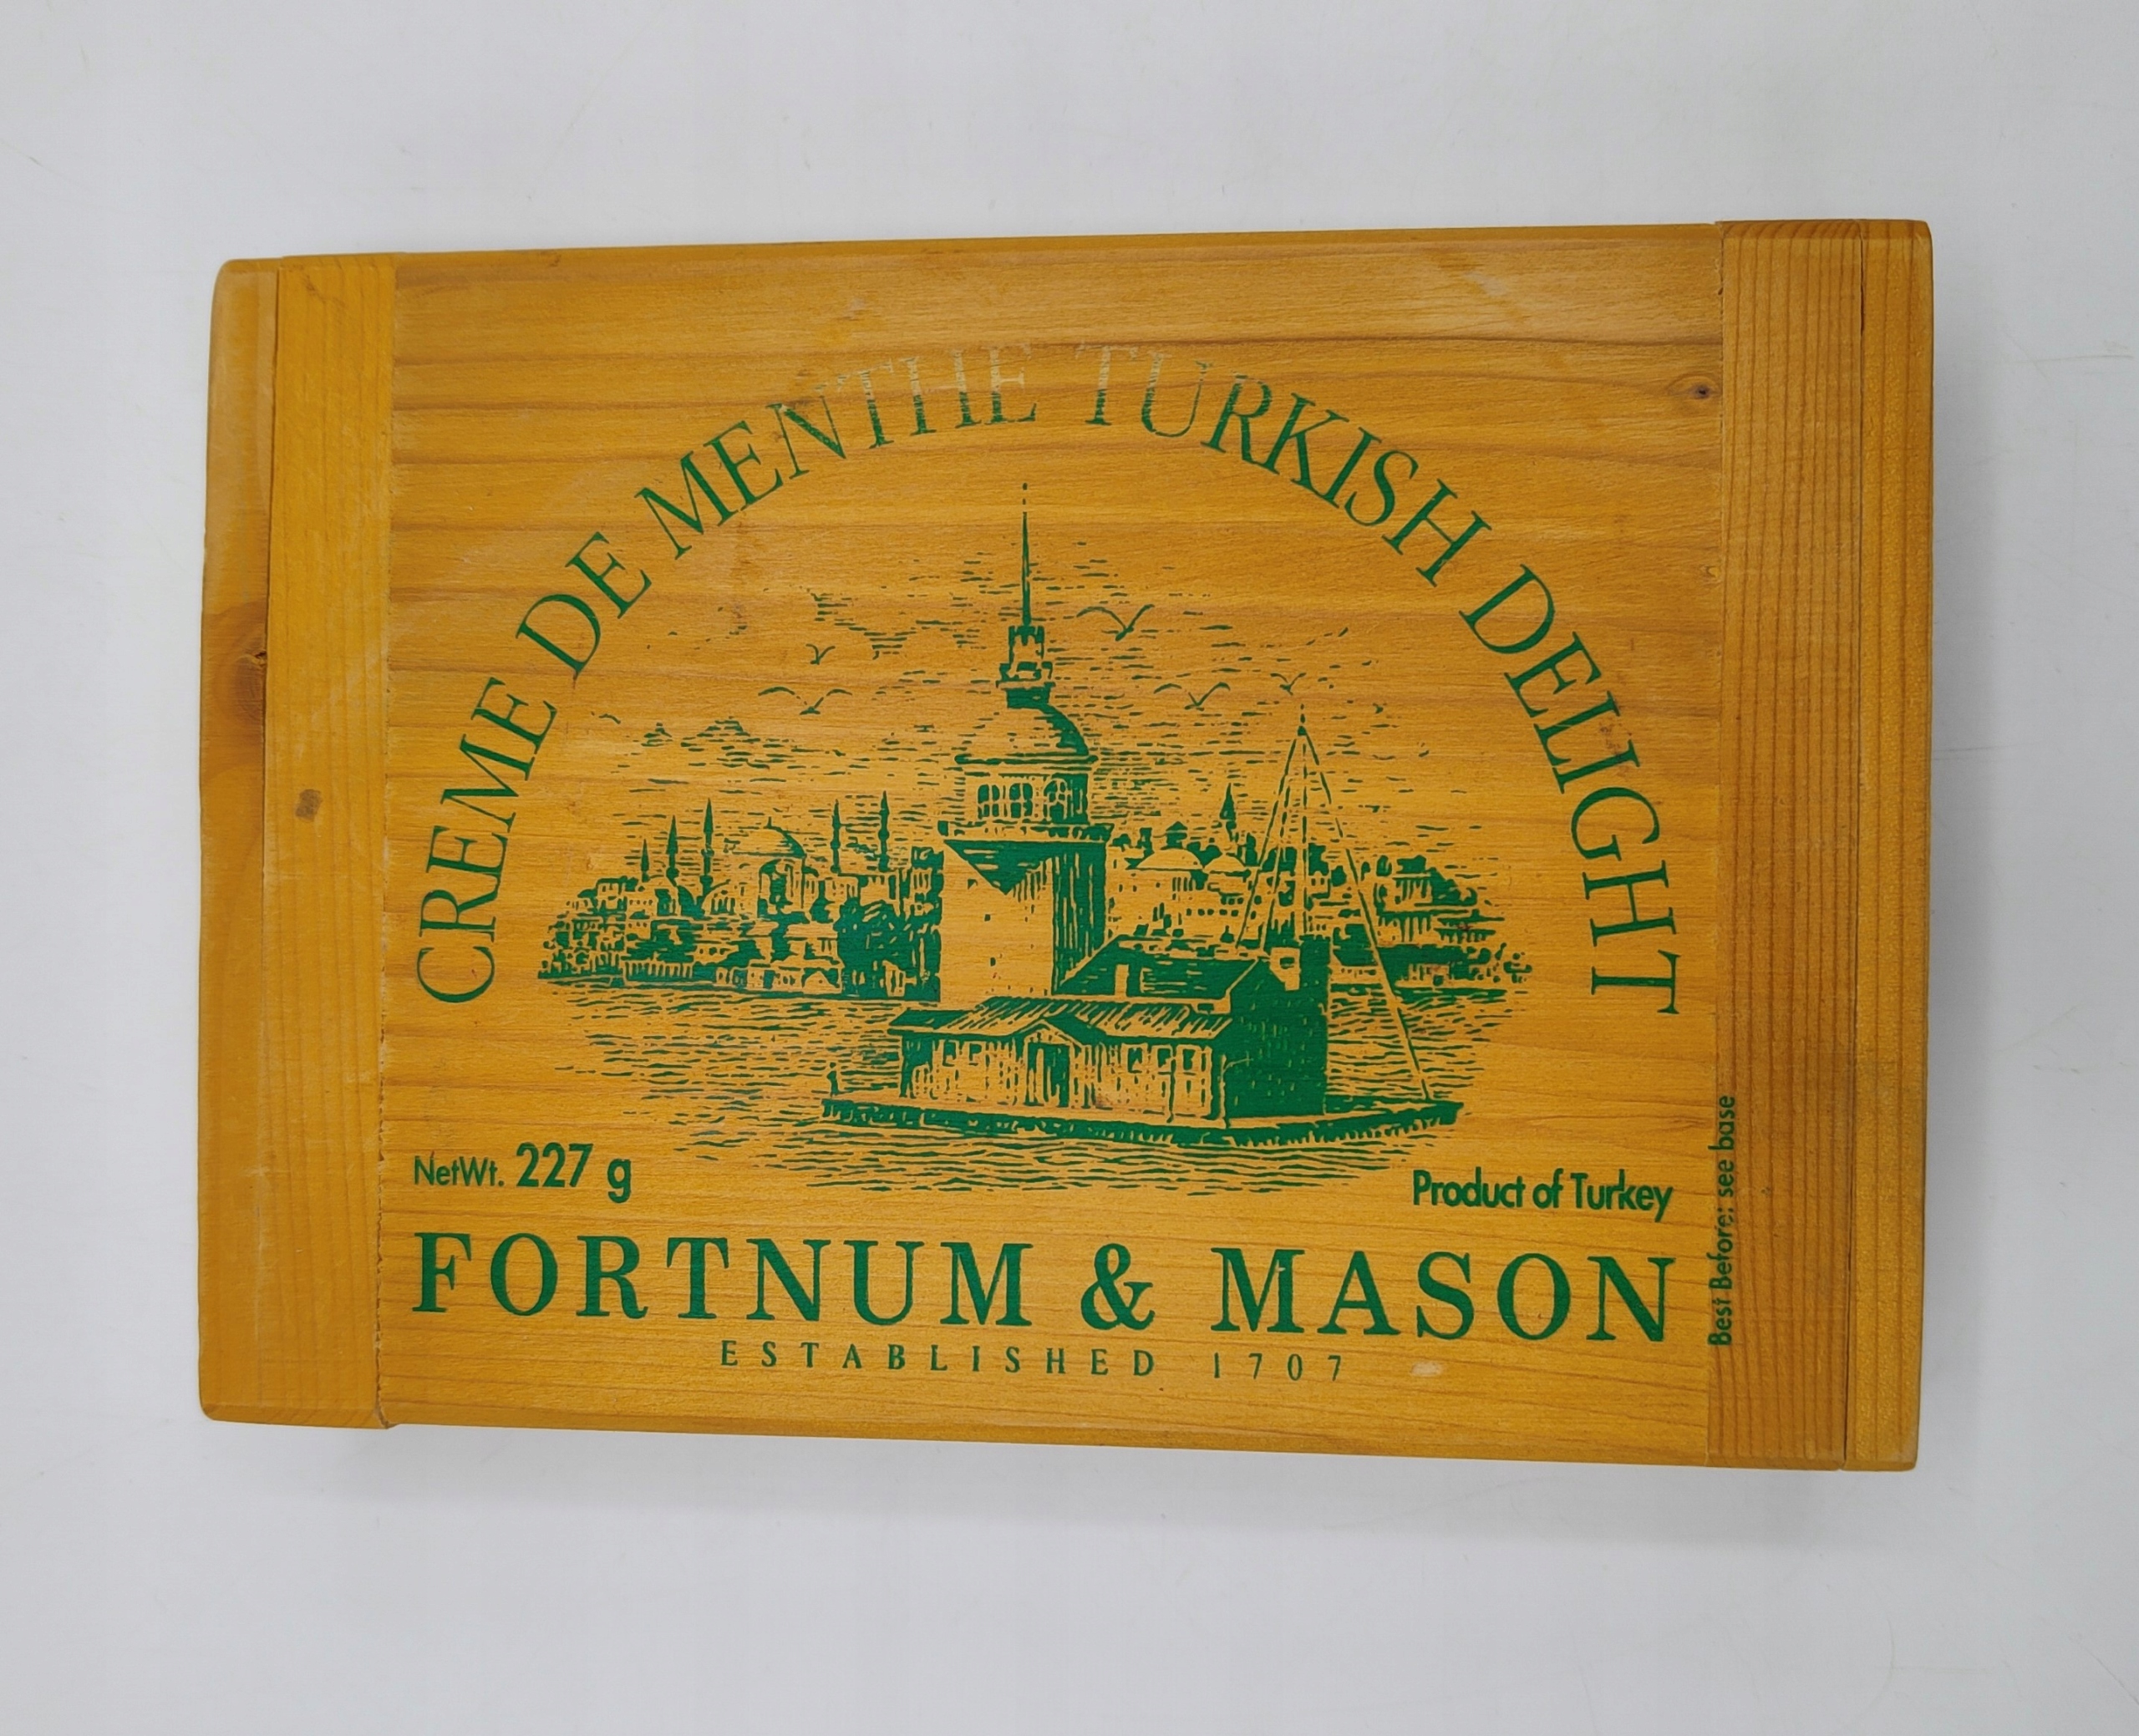 CREME DE MENTHE TURKISH DELIGHT
NetWt. 227 g
Product of Turkey
Best Before: see base
FORTNUM & MASON
ESTABLISHED 1707